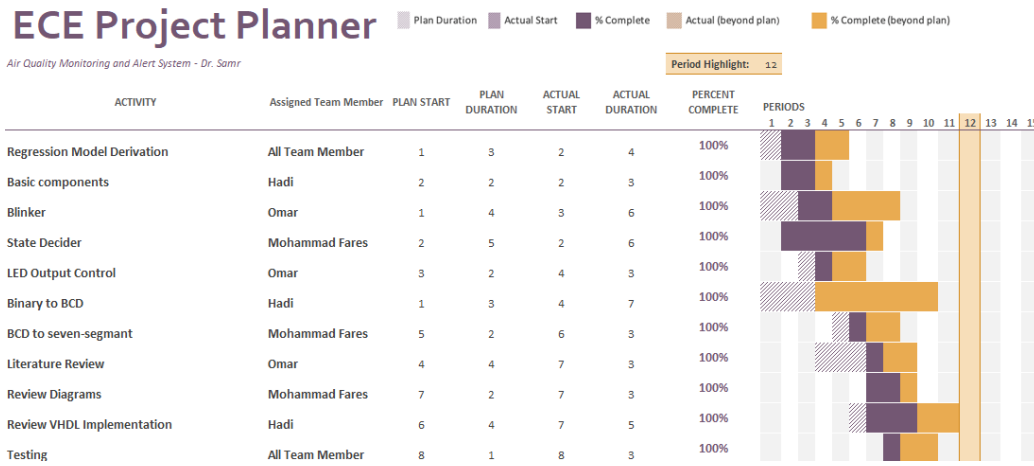 ECE Project Planner
Plan Duration Actual Start % Complete Actual (beyond plan) % Complete (beyond plan)
Air Quality Monitoring and Alert System - Dr. Samr
Period Highlight: 12
ACTIVITY Assigned Team Member PLAN START PLAN DURATION ACTUAL START ACTUAL DURATION PERCENT COMPLETE PERIODS
1 2 3 4 5 6 7 8 9 10 11 12 13 14 15
Regression Model Derivation All Team Member 1 3 2 4 100%
Basic components Hadi 2 2 2 3 100%
Blinker Omar 1 4 3 6 100%
State Decider Mohammad Fares 2 5 2 6 100%
LED Output Control Omar 3 2 4 3 100%
Binary to BCD Hadi 1 3 4 7 100%
BCD to seven-segmant Mohammad Fares 5 2 6 3 100%
Literature Review Omar 4 4 7 3 100%
Review Diagrams Mohammad Fares 7 2 7 3 100%
Review VHDL Implementation Hadi 6 4 7 5 100%
Testing All Team Member 8 1 8 3 100%